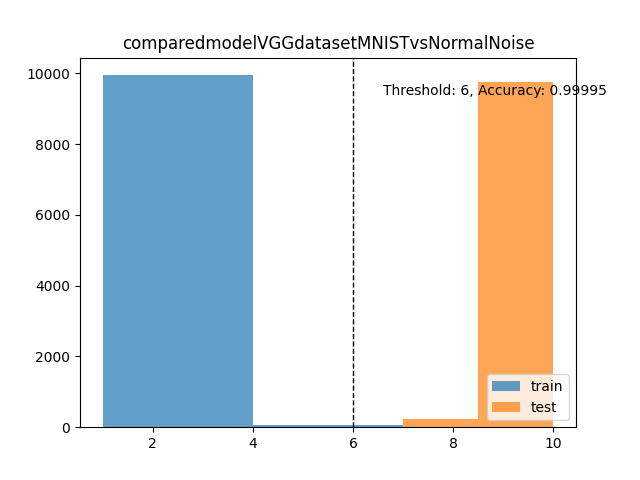 comparedmodelVGGdatasetMNISTvsNormalNoise
Threshold: 6, Accuracy: 0.99995
10000
8000
6000
4000
2000
0
2 4 6 8 10
train
test